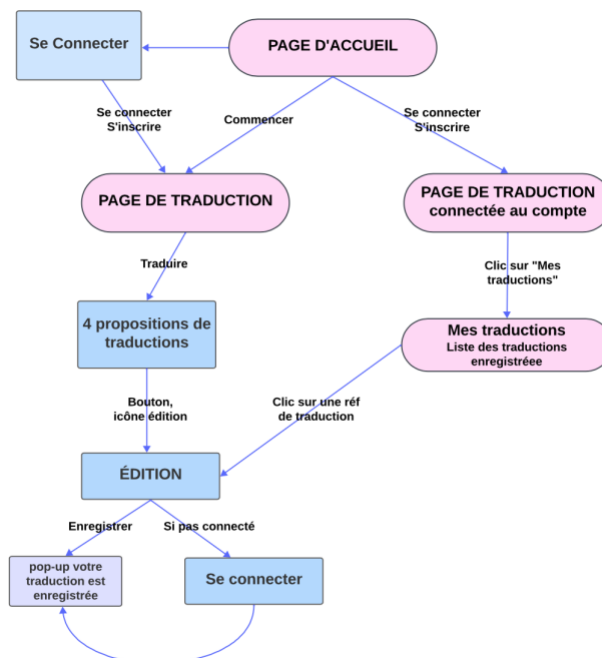 Se Connecter
PAGE D'ACCUEIL
Se connecter
S'inscrire
Commencer
Se connecter
S'inscrire
PAGE DE TRADUCTION
PAGE DE TRADUCTION
connectée au compte
Traduire
Clic sur "Mes
traductions"
4 propositions de
traductions
Mes traductions
Liste des traductions
enregistréee
Bouton,
icône édition
Clic sur une réf
de traduction
ÉDITION
Enregistrer
Si pas connecté
pop-up votre
traduction est
enregistrée
Se connecter